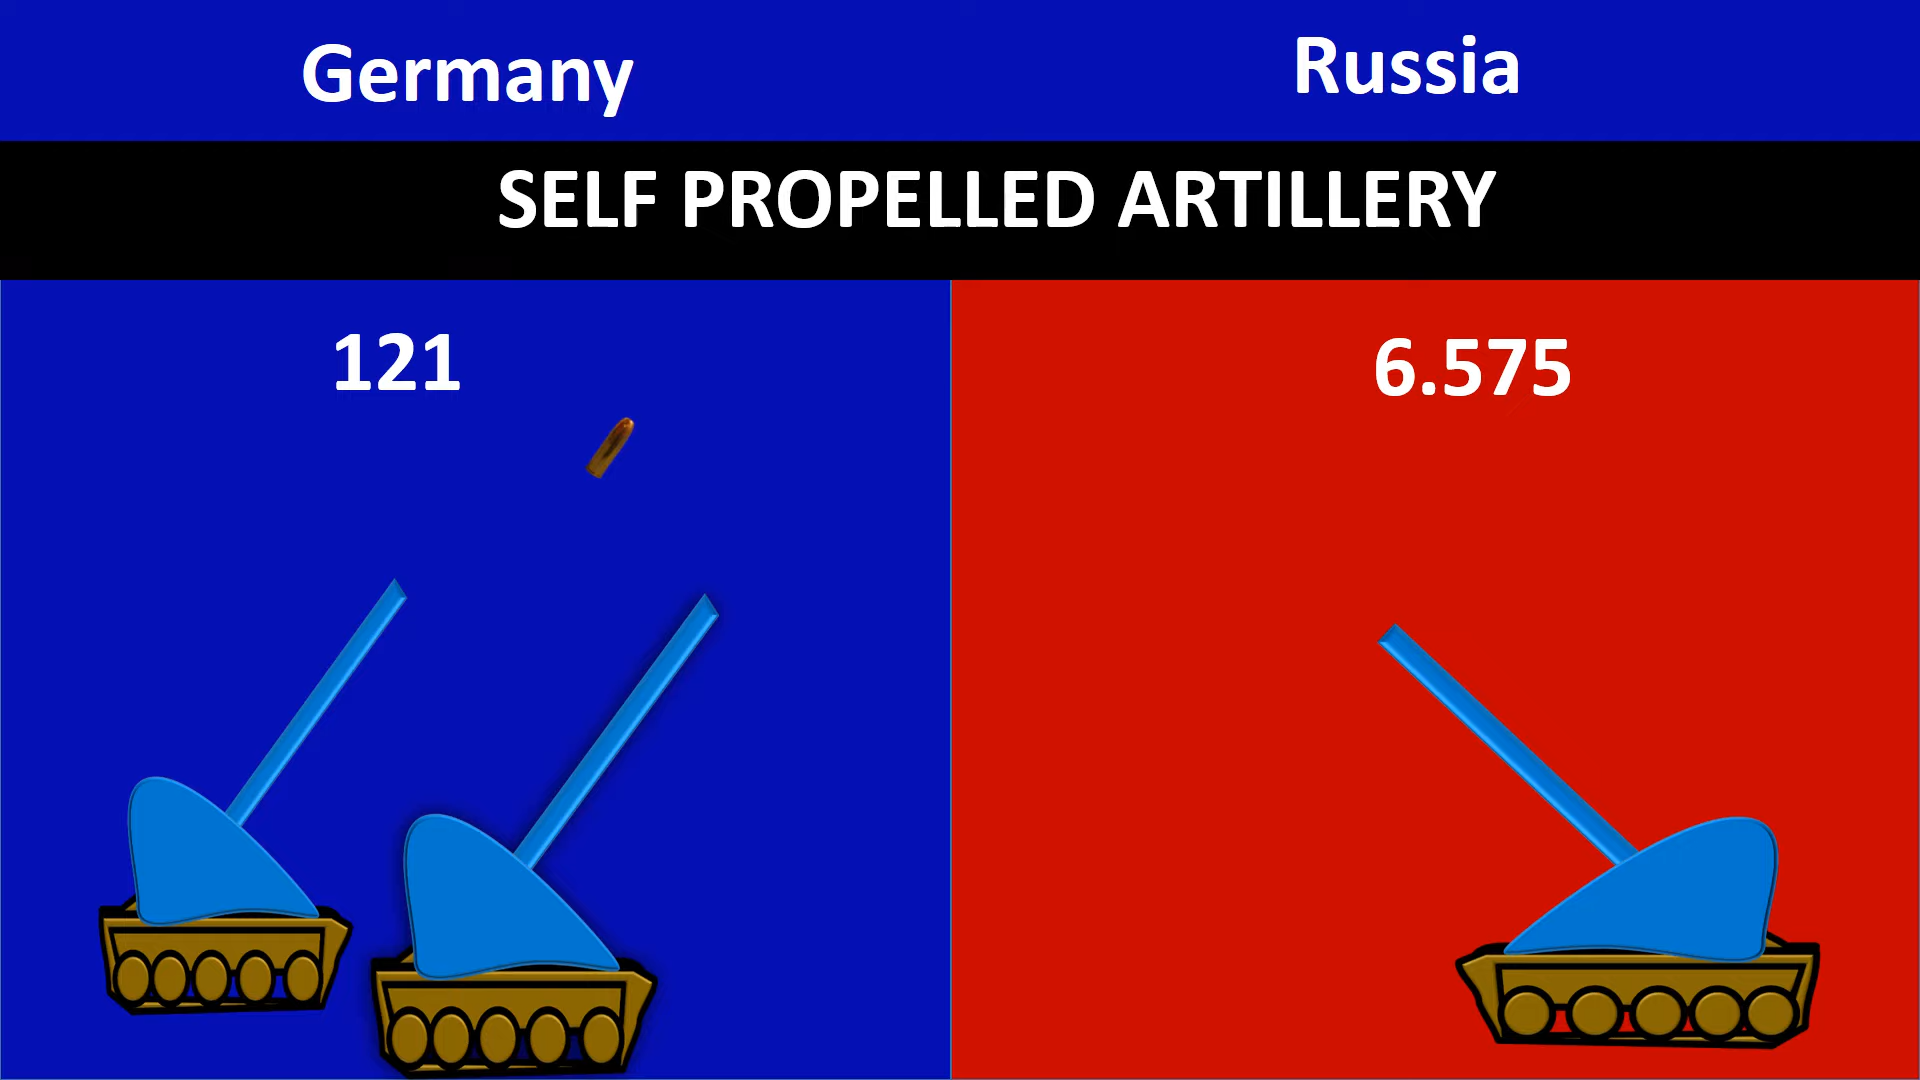 Germany
Russia
SELF PROPELLED ARTILLERY
121
6.575